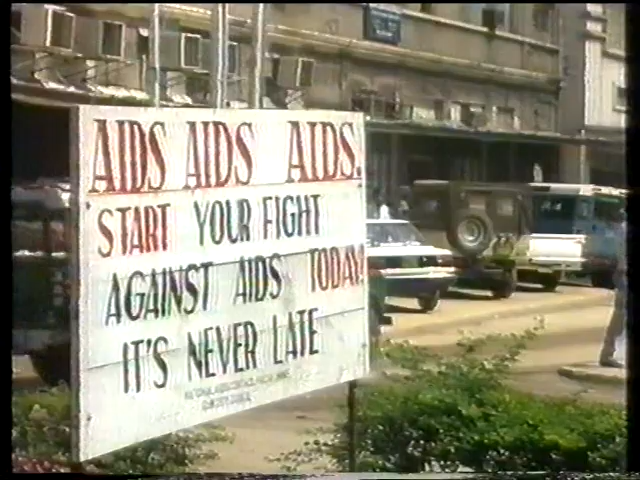 AIDS AIDS AIDS.
START YOUR FIGHT
AGAINST AIDS TODAY!
IT'S NEVER LATE